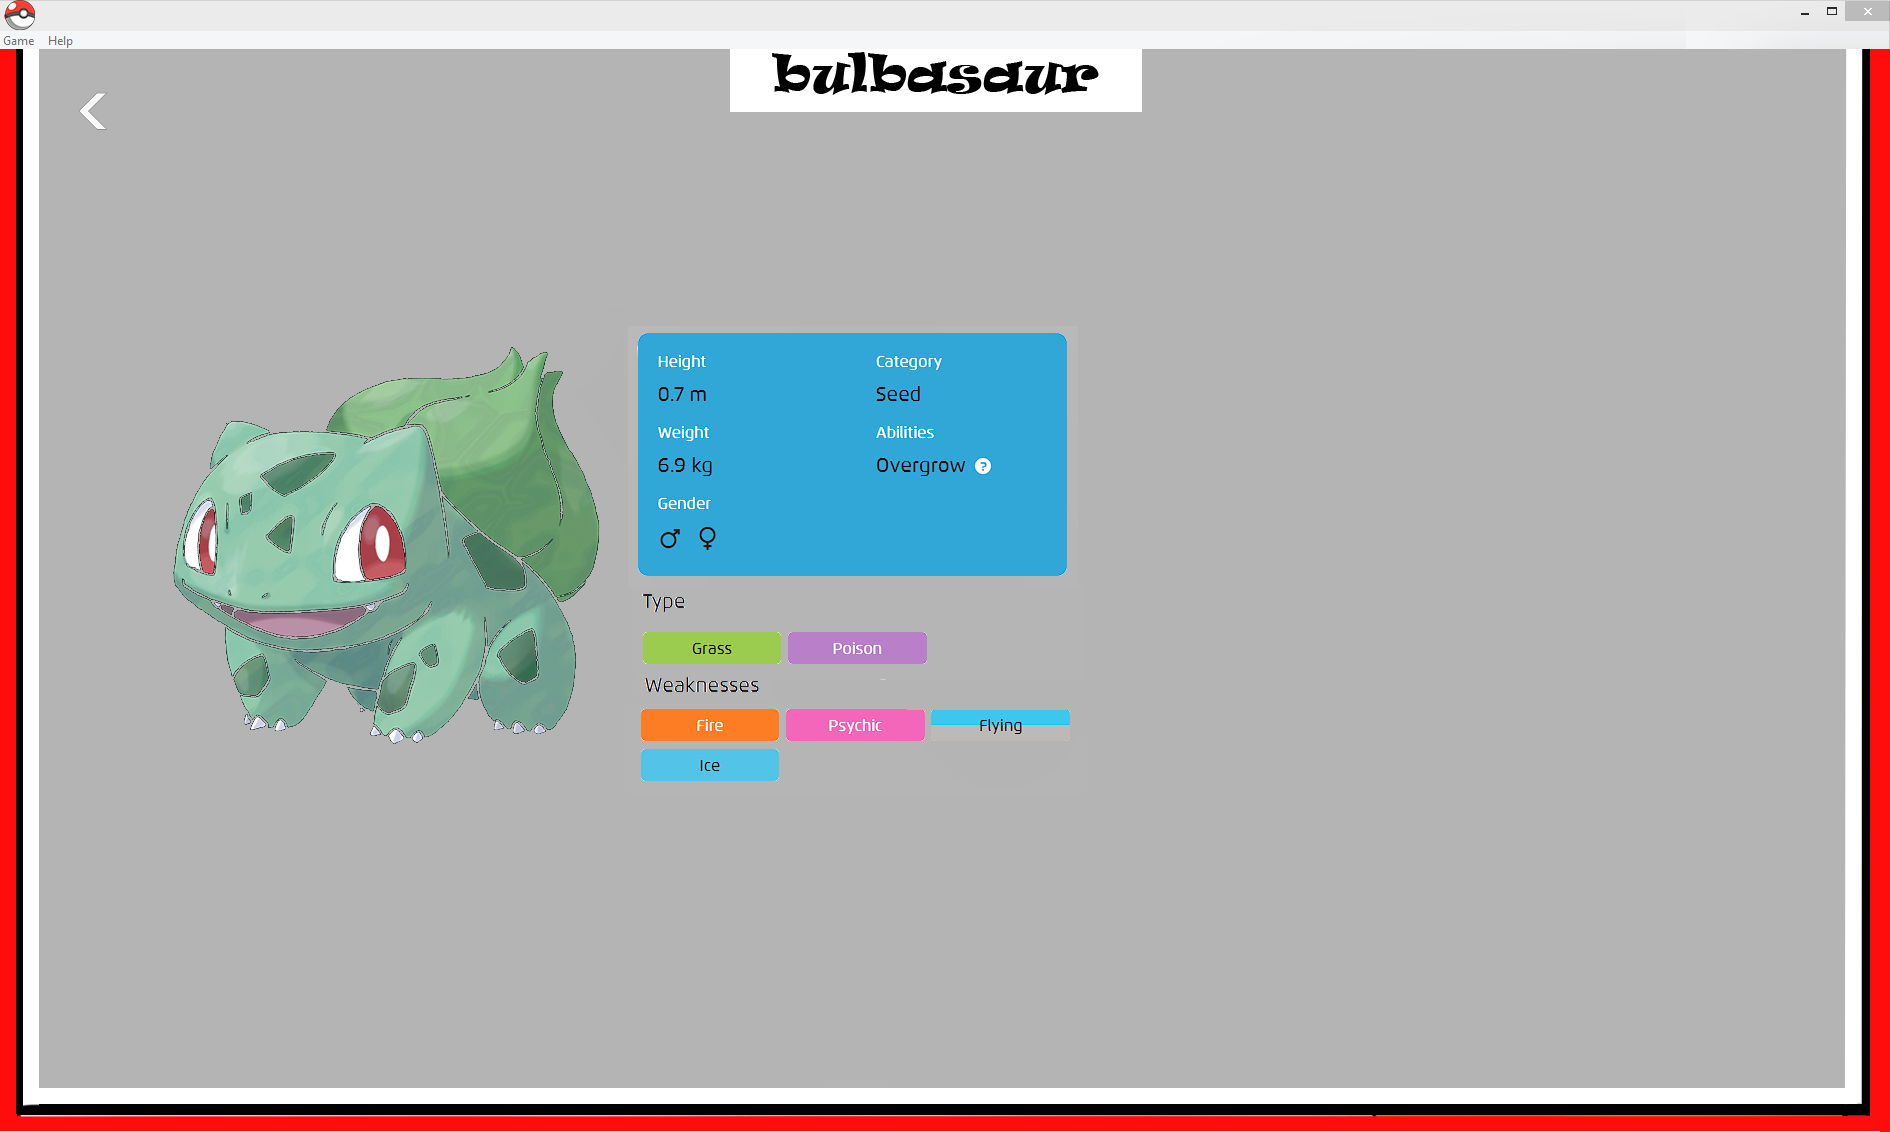 Game Help
bulbasaur
Height Category
0.7 m Seed
Weight Abilities
6.9 kg Overgrow ?
Gender
♂ ♀
Type
Grass Poison
Weaknesses
Fire Psychic Flying
Ice